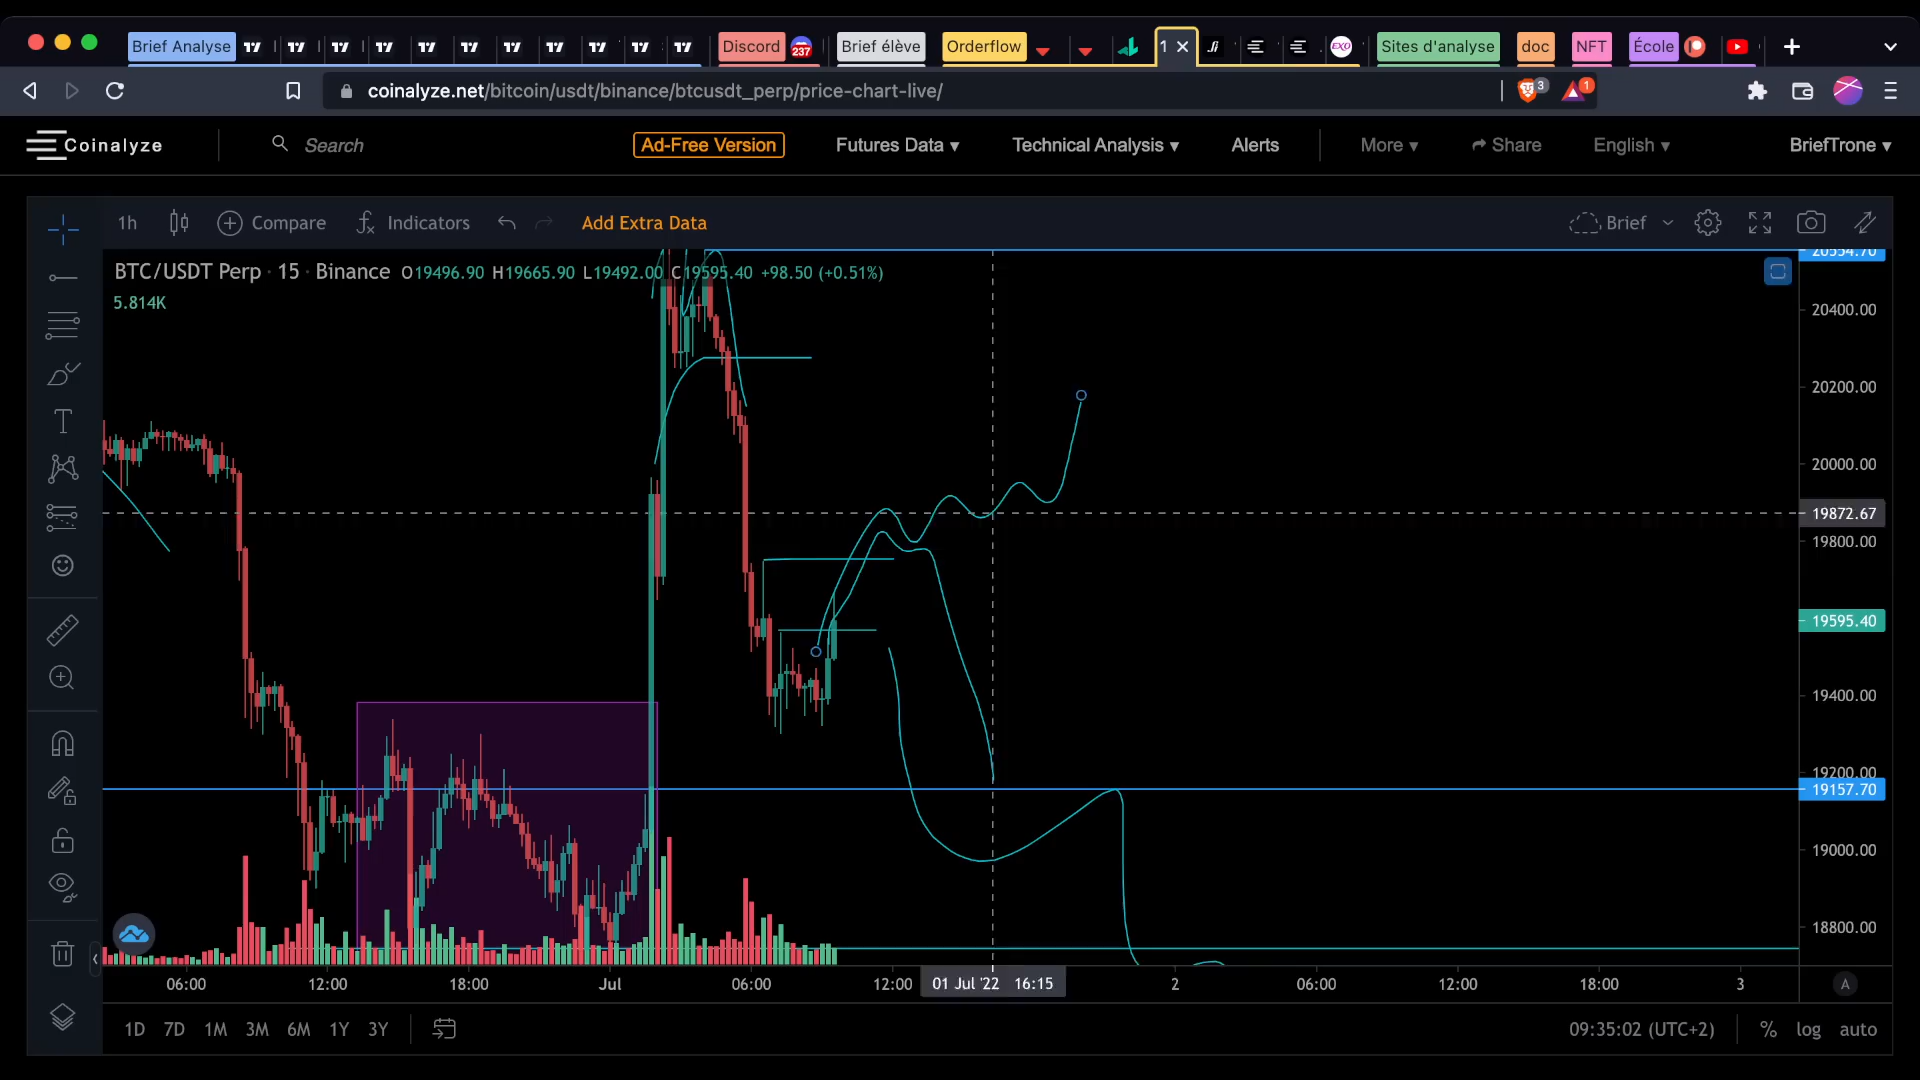 Brief Analyse
Discord 237 Brief élève Orderflow 1 Sites d'analyse doc NFT École
coinalyze.net/bitcoin/usdt/binance/btcusdt_perp/price-chart-live/ 3 1
Coinalyze Search Ad-Free Version Futures Data Technical Analysis Alerts More Share English BriefTrone
1h Compare Indicators Add Extra Data Brief
BTC/USDT Perp · 15 · Binance O19496.90 H19665.90 L19492.00 C19595.40 +98.50 (+0.51%)
5.814K
20554.70
20400.00
20200.00
20000.00
19872.67
19800.00
19595.40
19400.00
19200.00
19157.70
19000.00
18800.00
06:00 12:00 18:00 Jul 06:00 12:00 01 Jul '22 16:15 2 06:00 12:00 18:00 3 A
1D 7D 1M 3M 6M 1Y 3Y 09:35:02 (UTC+2) % log auto